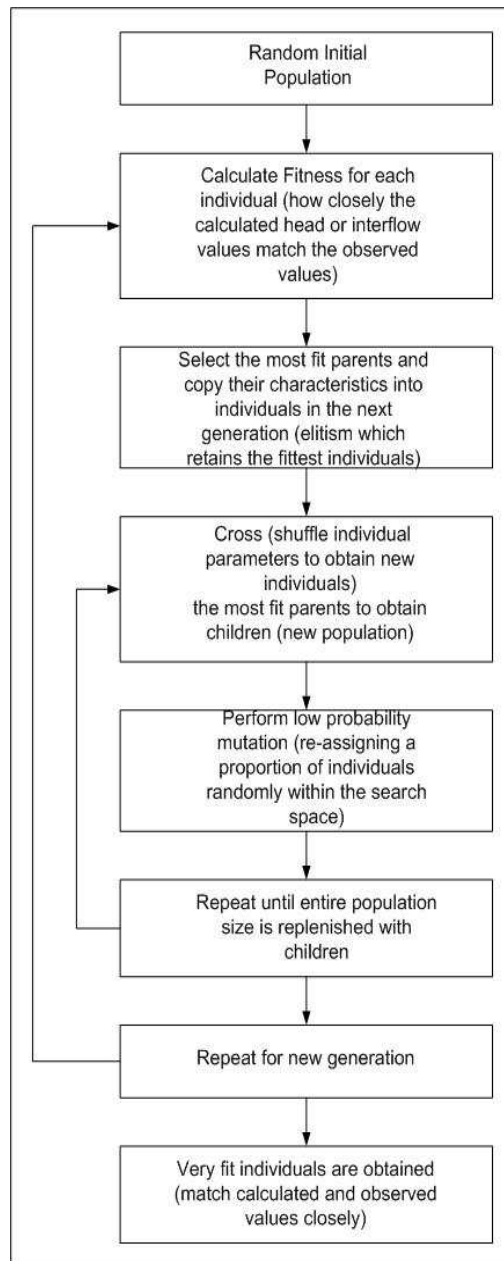 Random Initial
Population
Calculate Fitness for each
individual (how closely the
calculated head or interflow
values match the observed
values)
Select the most fit parents and
copy their characteristics into
individuals in the next
generation (elitism which
retains the fittest individuals)
Cross (shuffle individual
parameters to obtain new
individuals)
the most fit parents to obtain
children (new population)
Perform low probability
mutation (re-assigning a
proportion of individuals
randomly within the search
space)
Repeat until entire population
size is replenished with
children
Repeat for new generation
Very fit individuals are obtained
(match calculated and observed
values closely)